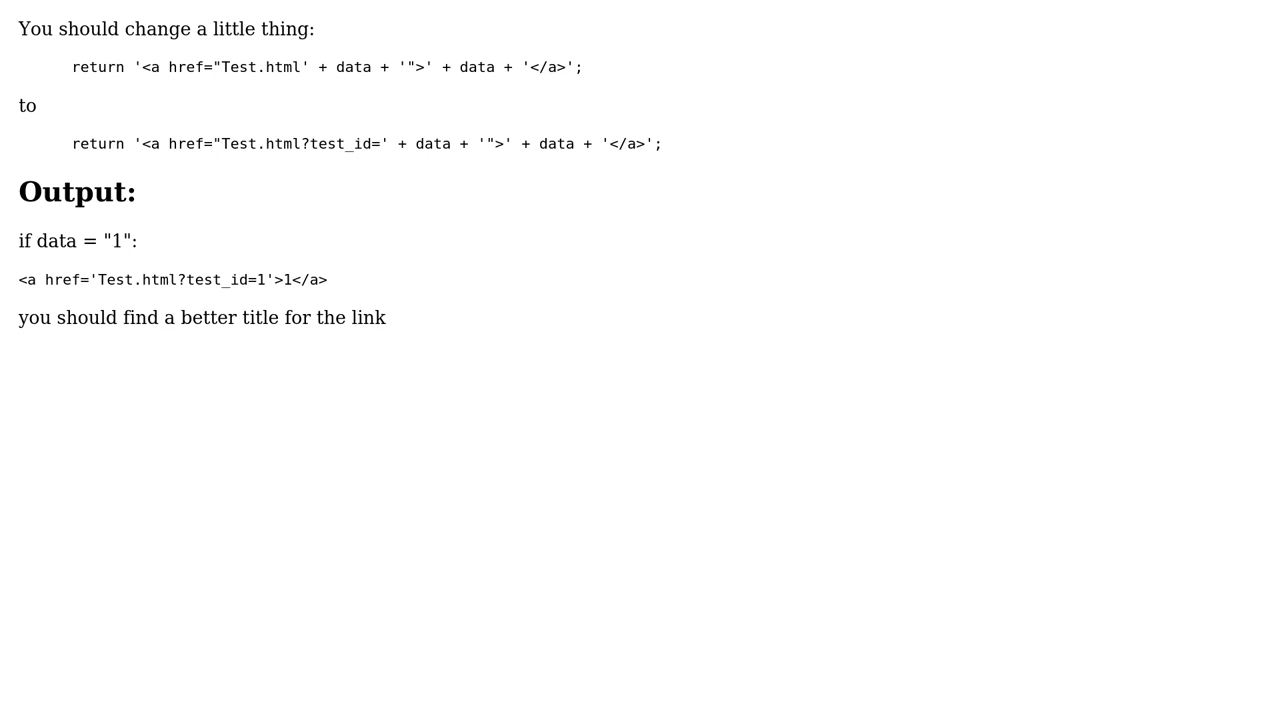 You should change a little thing:
return '<a href="Test.html' + data + '">' + data + '</a>';
to
return '<a href="Test.html?test_id=' + data + '">' + data + '</a>';
Output:
if data = "1":
<a href='Test.html?test_id=1'>1</a>
you should find a better title for the link